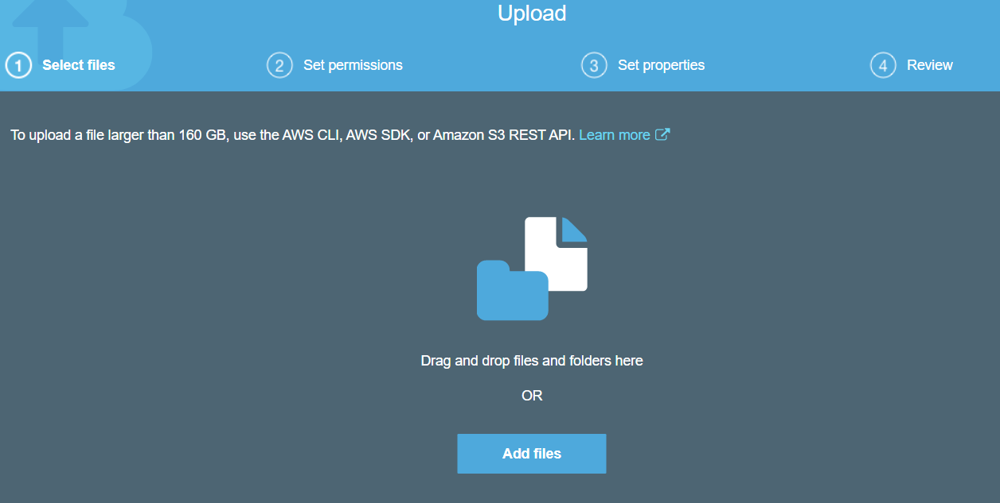 Upload
1 Select files 2 Set permissions 3 Set properties 4 Review
To upload a file larger than 160 GB, use the AWS CLI, AWS SDK, or Amazon S3 REST API. Learn more
Drag and drop files and folders here
OR
Add files